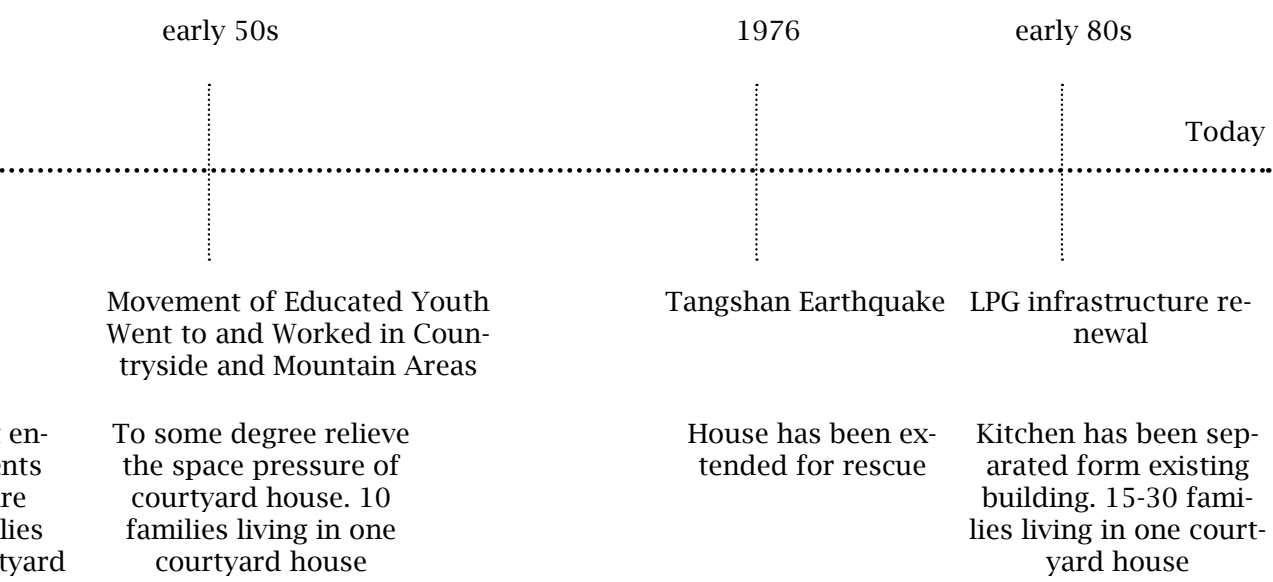 early 50s
1976
early 80s
Today
Movement of Educated Youth
Went to and Worked in Coun-
tryside and Mountain Areas
Tangshan Earthquake
LPG infrastructure re-
newal
en-
To some degree relieve
the space pressure of
courtyard house. 10
families living in one
courtyard house
House has been ex-
tended for rescue
Kitchen has been sep-
arated form existing
building. 15-30 fami-
lies living in one court-
yard house